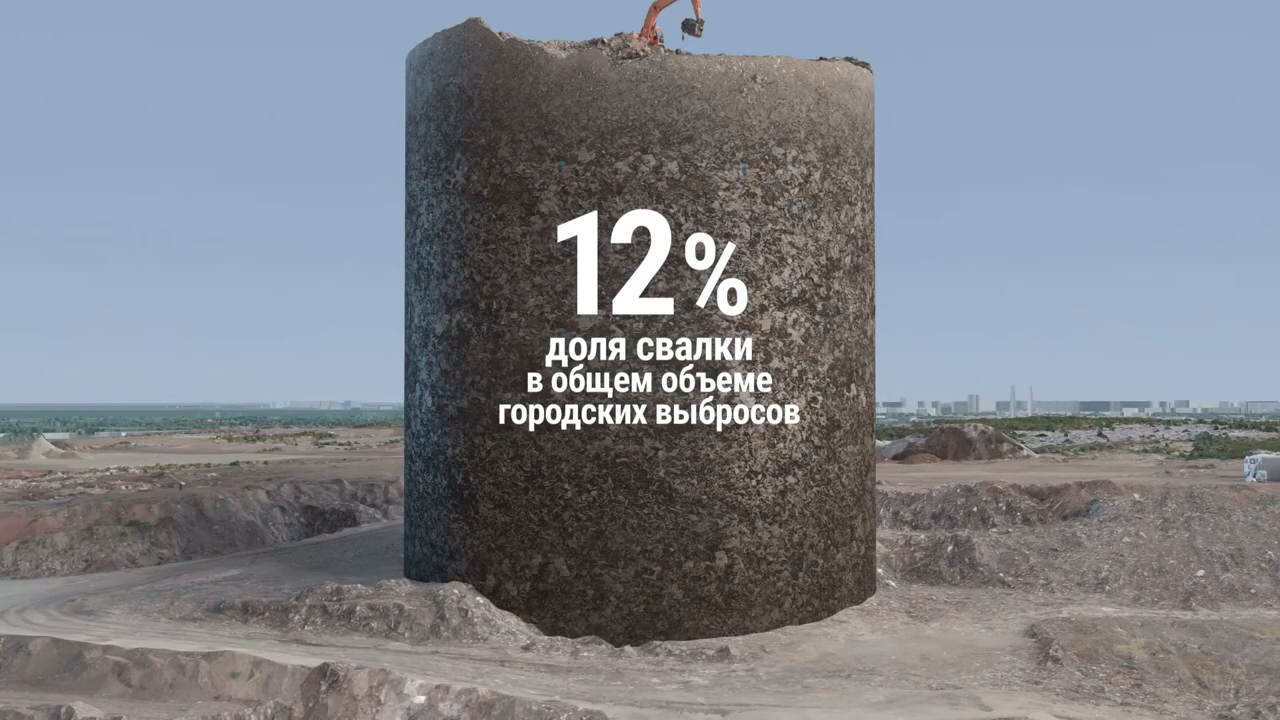 12%
доля свалки
в общем объеме
городских выбросов